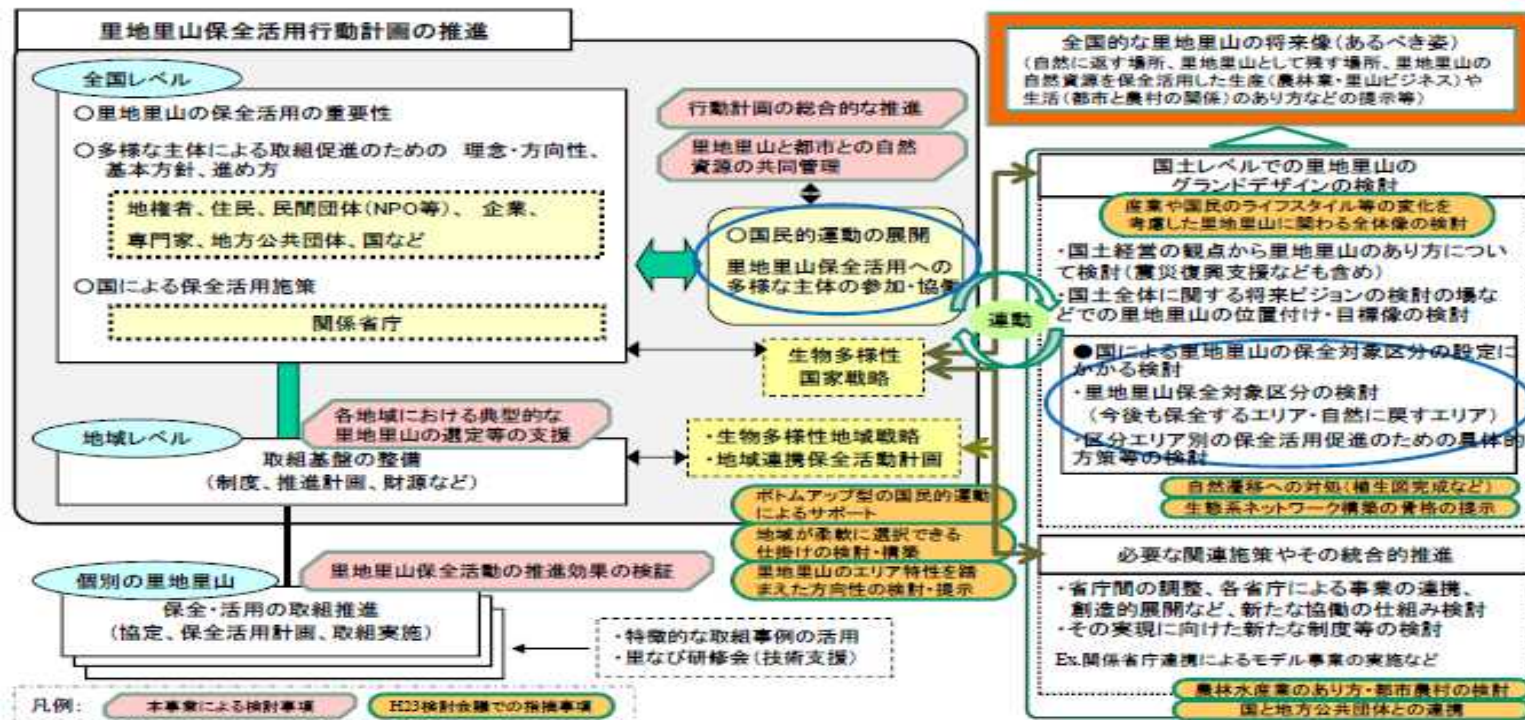 里地里山保全活用行動計画の推進
全国レベル
○里地里山の保全活用の重要性
○多様な主体による取組促進のための 理念・方向性、
基本方針、進め方
地権者、住民、民間団体(NPO等)、 企業、
専門家、地方公共団体、国など
○国による保全活用施策
関係省庁
行動計画の総合的な推進
里地里山と都市との自然
資源の共同管理
○国民的運動の展開
里地里山保全活用への
多様な主体の参加・協働
生物多様性
国家戦略
連動
地域レベル
各地域における典型的な
里地里山の選定等の支援
取組基盤の整備
(制度、推進計画、財源など)
・生物多様性地域戦略
・地域連携保全活動計画
ボトムアップ型の国民的運動
によるサポート
地域が柔軟に選択できる
仕掛けの検討・構築
里地里山のエリア特性を踏
まえた方向性の検討・提示
個別の里地里山
里地里山保全活動の推進効果の検証
保全・活用の取組推進
(協定、保全活用計画、取組実施)
・特徴的な取組事例の活用
・里なび研修会(技術支援)
凡例:
本事業による検討事項
H23検討会議での指摘事項
全国的な里地里山の将来像(あるべき姿)
(自然に返す場所、里地里山として残す場所、里地里山の
自然資源を保全活用した生産(農林業・里山ビジネス)や
生活(都市と農村の関係)のあり方などの提示等)
国土レベルでの里地里山の
グランドデザインの検討
産業や国民のライフスタイル等の変化を
考慮した里地里山に関わる全体像の検討
・国土経営の観点から里地里山のあり方につい
て検討(震災復興支援なども含め)
・国土全体に関する将来ビジョンの検討の場な
どでの里地里山の位置付け・目標像の検討
●国による里地里山の保全対象区分の設定に
かかる検討
・里地里山保全対象区分の検討
(今後も保全するエリア・自然に戻すエリア)
・区分エリア別の保全活用促進のための具体的
方策等の検討
自然遷移への対処(植生図完成など)
生態系ネットワーク構築の骨格の提示
必要な関連施策やその統合的推進
・省庁間の調整、各省庁による事業の連携、
創造的展開など、新たな協働の仕組み検討
・その実現に向けた新たな制度等の検討
Ex.関係省庁連携によるモデル事業の実施など
農林水産業のあり方・都市農村の検討
国と地方公共団体との連携